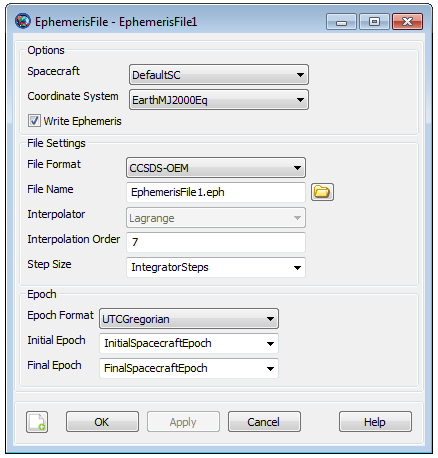 EphemerisFile - EphemerisFile1
Options
Spacecraft DefaultSC
Coordinate System EarthMJ2000Eq
Write Ephemeris
File Settings
File Format CCSDS-OEM
File Name EphemerisFile1.eph
Interpolator Lagrange
Interpolation Order 7
Step Size IntegratorSteps
Epoch
Epoch Format UTCGregorian
Initial Epoch InitialSpacecraftEpoch
Final Epoch FinalSpacecraftEpoch
OK Apply Cancel Help